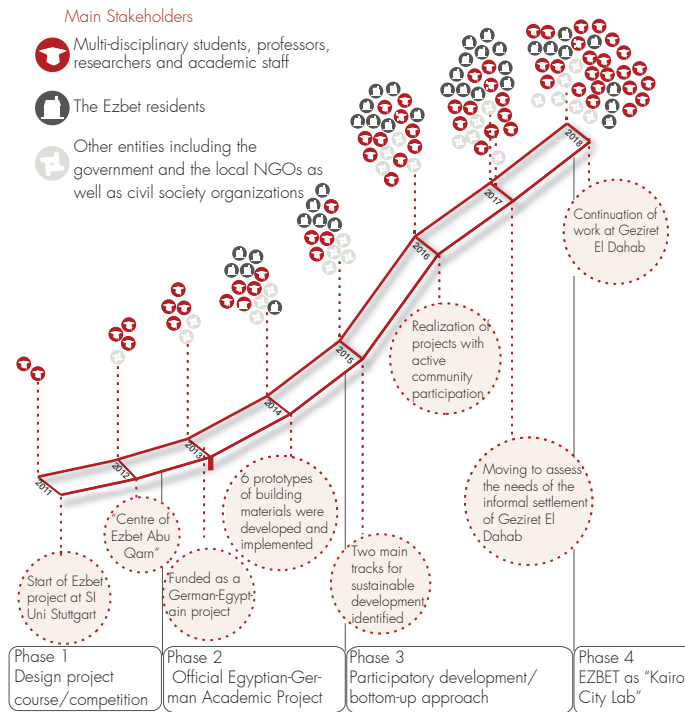 Main Stakeholders
Multi-disciplinary students, professors,
researchers and academic staff
The Ezbet residents
Other entities including the
government and the local NGOs as
well as civil society organizations
2011
2012
2013
2014
2015
2016
2017
2018
Start of Ezbet
project at SI
Uni Stuttgart
"Centre of
Ezbet Abu
Qarn"
Funded as a
German-Egypt-
ain project
6 prototypes
of building
materials were
developed and
implemented
Two main
tracks for
sustainable
development
identified
Realization of
projects with
active
community
participation
Moving to assess
the needs of the
informal settlement
of Geziret El
Dahab
Continuation of
work at Geziret
El Dahab
Phase 1
Design project
course/competition
Phase 2
Official Egyptian-Ger-
man Academic Project
Phase 3
Participatory development/
bottom-up approach
Phase 4
EZBET as “Kairo
City Lab”